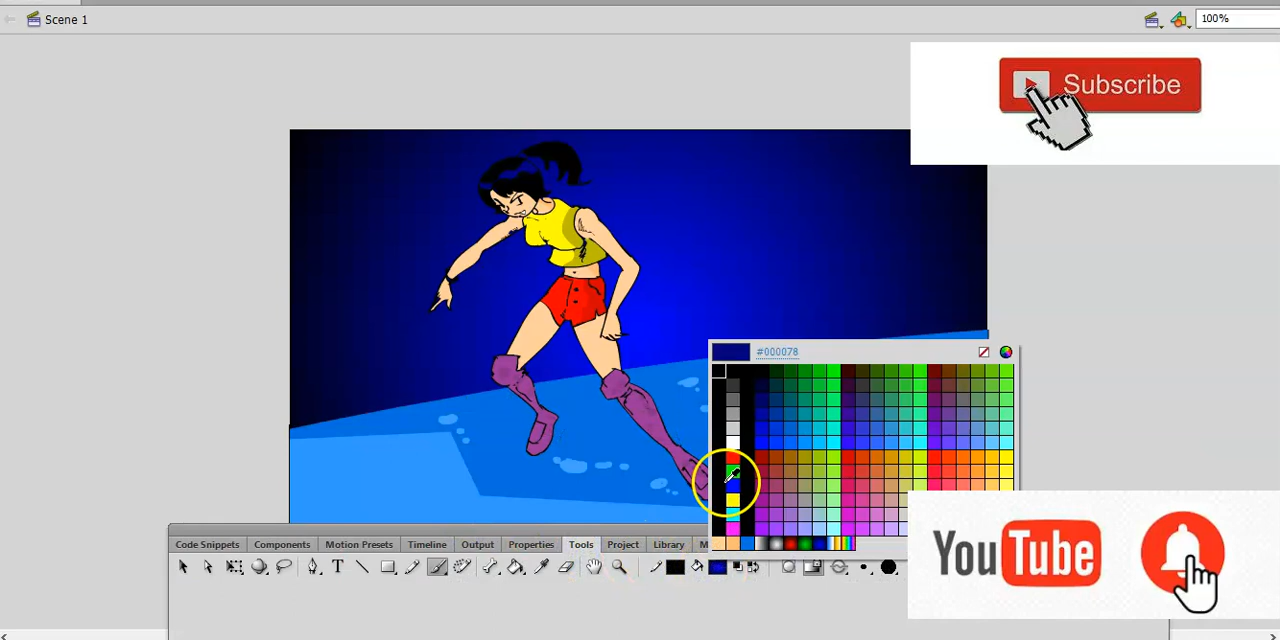 Scene 1
100%
Subscribe
#000078
Code Snippets Components Motion Presets Timeline Output Properties Tools Project Library M
T
YouTube